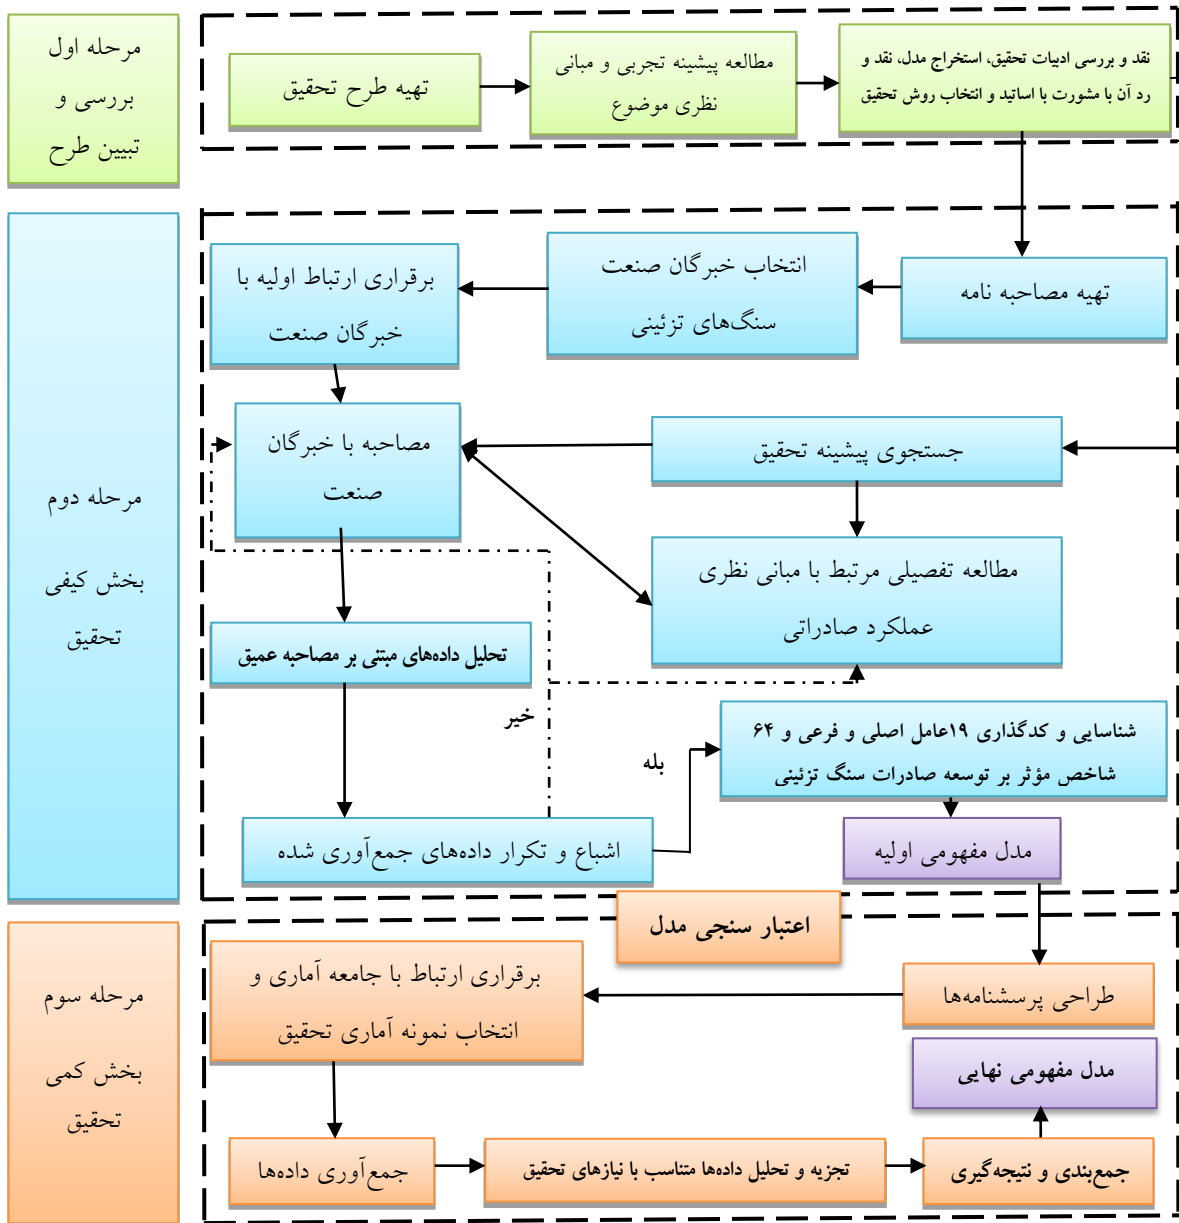 مرحله اول
بررسی و
تبیین طرح
تهیه طرح تحقیق
مطالعه پیشینه تجربی و مبانی
نظری موضوع
نقد و بررسی ادبیات تحقیق، استخراج مدل، نقد و
رد آن با مشورت با اساتید و انتخاب روش تحقیق
مرحله دوم
بخش کیفی
تحقیق
تهیه مصاحبه نامه
انتخاب خبرگان صنعت
سنگ‌های تزئینی
برقراری ارتباط اولیه با
خبرگان صنعت
مصاحبه با خبرگان
صنعت
جستجوی پیشینه تحقیق
مطالعه تفصیلی مرتبط با مبانی نظری
عملکرد صادراتی
تحلیل داده‌های مبتنی بر مصاحبه عمیق
خیر
بله
اشباع و تکرار داده‌های جمع‌آوری شده
شناسایی و کدگذاری ۱۹عامل اصلی و فرعی و ۶۴
شاخص مؤثر بر توسعه صادرات سنگ تزئینی
مدل مفهومی اولیه
مرحله سوم
بخش کمی
تحقیق
اعتبار سنجی مدل
طراحی پرسشنامه‌ها
برقراری ارتباط با جامعه آماری و
انتخاب نمونه آماری تحقیق
جمع‌آوری داده‌ها
تجزیه و تحلیل داده‌ها متناسب با نیازهای تحقیق
جمع‌بندی و نتیجه‌گیری
مدل مفهومی نهایی